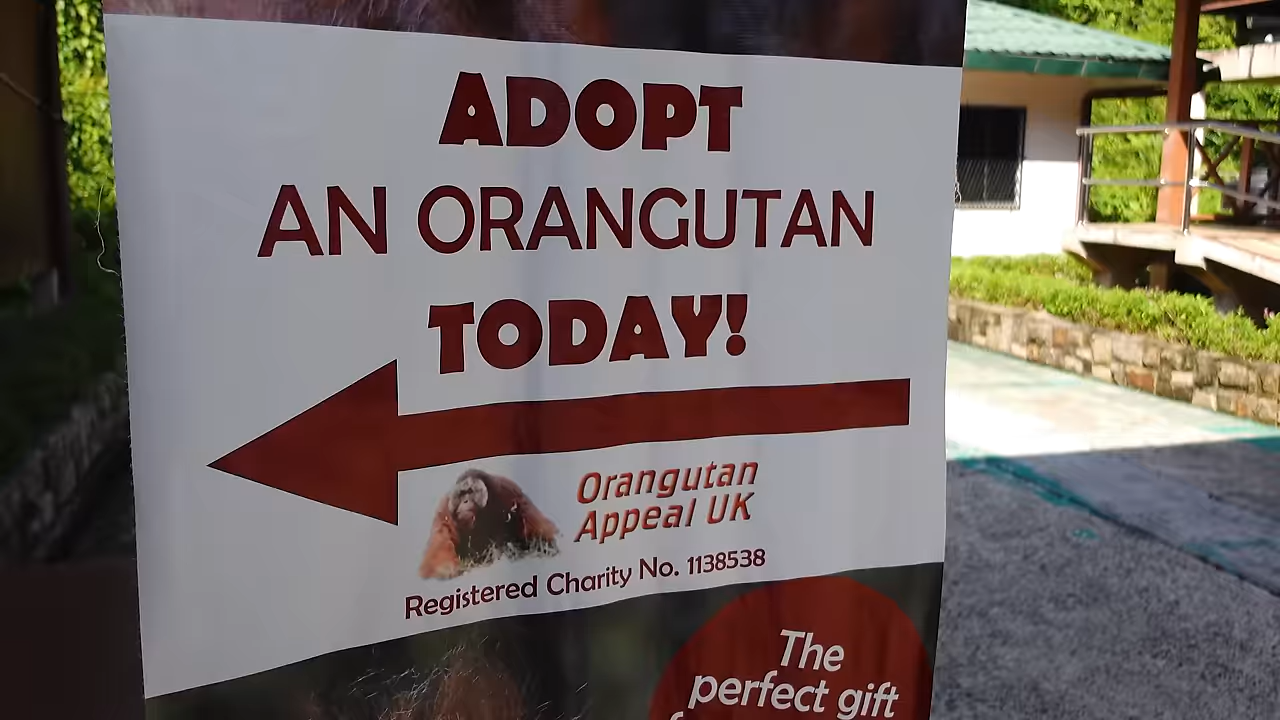 ADOPT
AN ORANGUTAN
TODAY!
Orangutan
Appeal UK
Registered Charity No. 1138538
The
perfect gift